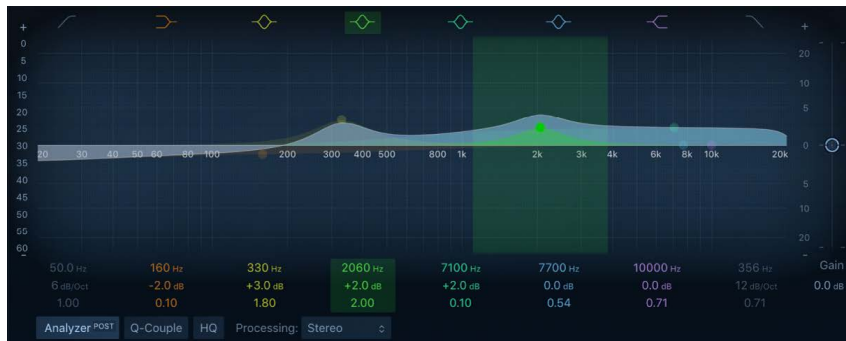 + +
0
5 20
10
15 10
20 5
25
30 20 30 40 50 60 80 100 200 300 400 500 800 1k 2k 3k 4k 6k 8k 10k 20k 0
35
40 5
45
50 10
55
60 20
- -
50.0 Hz 160 Hz 330 Hz 2060 Hz 7100 Hz 7700 Hz 10000 Hz 356 Hz Gain
6 dB/Oct -2.0 dB +3.0 dB +2.0 dB +2.0 dB 0.0 dB 0.0 dB 12 dB/Oct 0.0 dB
1.00 0.10 1.80 2.00 0.10 0.54 0.71 0.71
Analyzer POST Q-Couple HQ Processing: Stereo